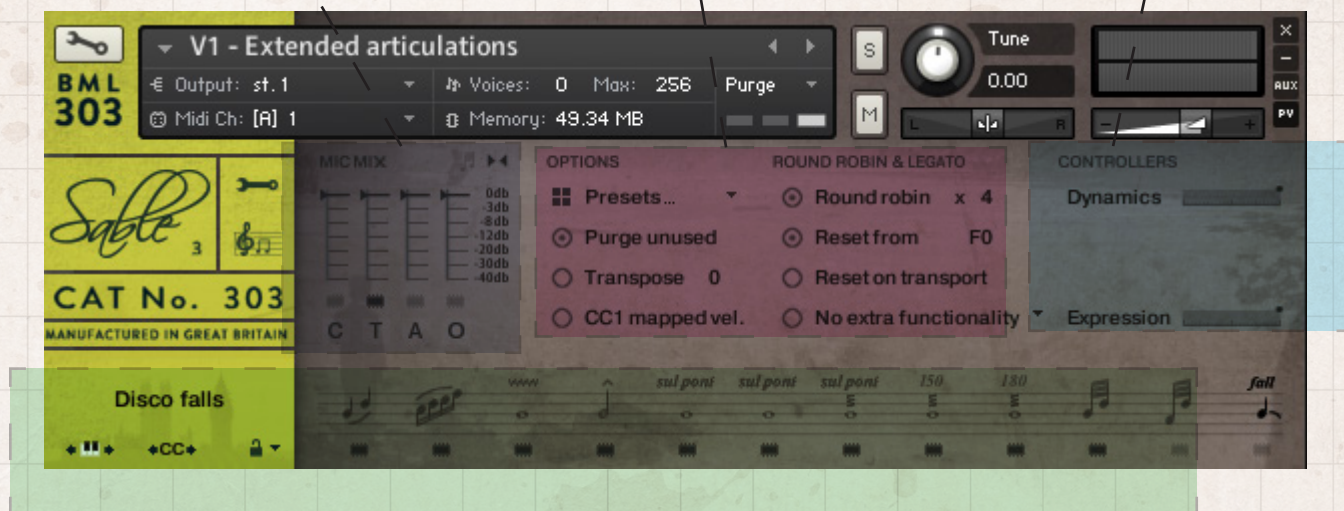 V1 - Extended articulations
S
Tune
X
–
BML
303
Output: st.1
Voices: 0 Max: 256
Purge
0.00
AUX
Midi Ch: [A] 1
Memory: 49.34 MB
M
L R
- +
PV
MIC MIX
OPTIONS
ROUND ROBIN & LEGATO
CONTROLLERS
0db
-3db
-8db
-12db
-20db
-30db
-40db
Presets...
Round robin x 4
Dynamics
Sable 3
Purge unused
Reset from F0
CAT No. 303
Transpose 0
Reset on transport
MANUFACTURED IN GREAT BRITAIN
C T A O
CC1 mapped vel.
No extra functionality
Expression
Disco falls
sul pont sul pont sul pont 150 180 fall
CC